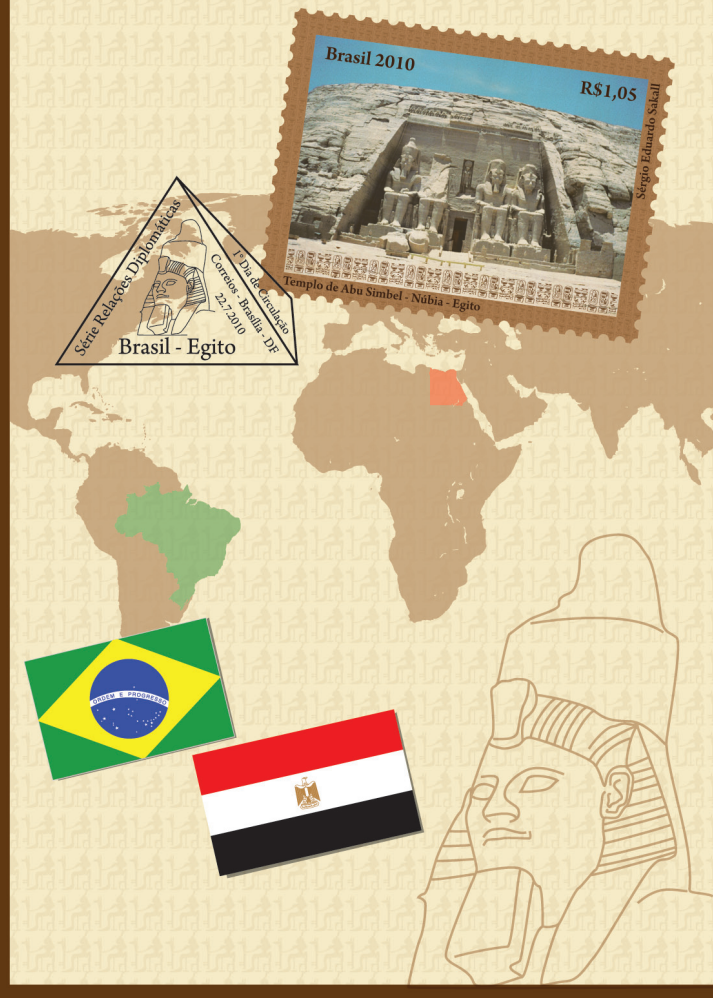 Brasil 2010
R$1,05
Sérgio Eduardo Sakall
Templo de Abu Simbel - Núbia - Egito
Série Relações Diplomáticas
1º Dia de Circulação
Correios - Brasília - DF
22.7.2010
Brasil - Egito
ORDEM E PROGRESSO